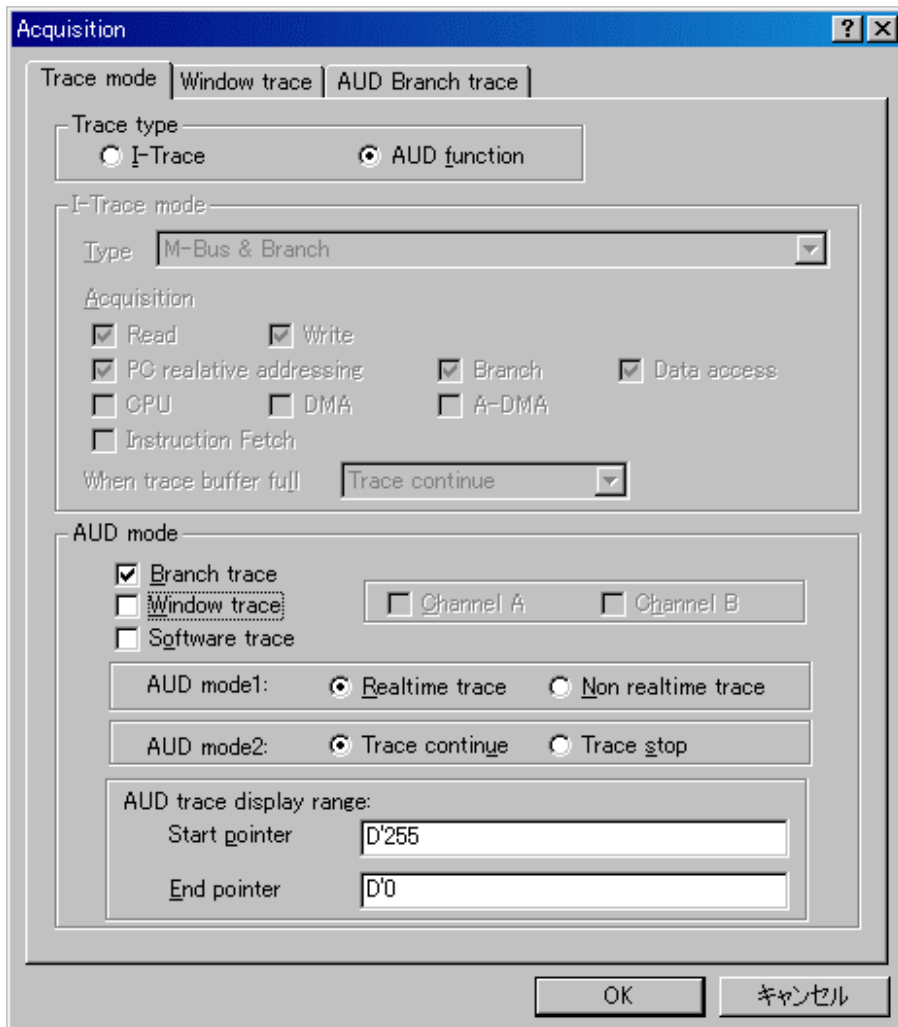 Acquisition
Trace mode Window trace AUD Branch trace
Trace type
I-Trace AUD function
I-Trace mode
Type M-Bus & Branch
Acquisition
Read Write
PC realative addressing Branch Data access
CPU DMA A-DMA
Instruction Fetch
When trace buffer full Trace continue
AUD mode
Branch trace
Window trace Channel A Channel B
Software trace
AUD mode1: Realtime trace Non realtime trace
AUD mode2: Trace continue Trace stop
AUD trace display range:
Start pointer D'255
End pointer D'0
OK キャンセル